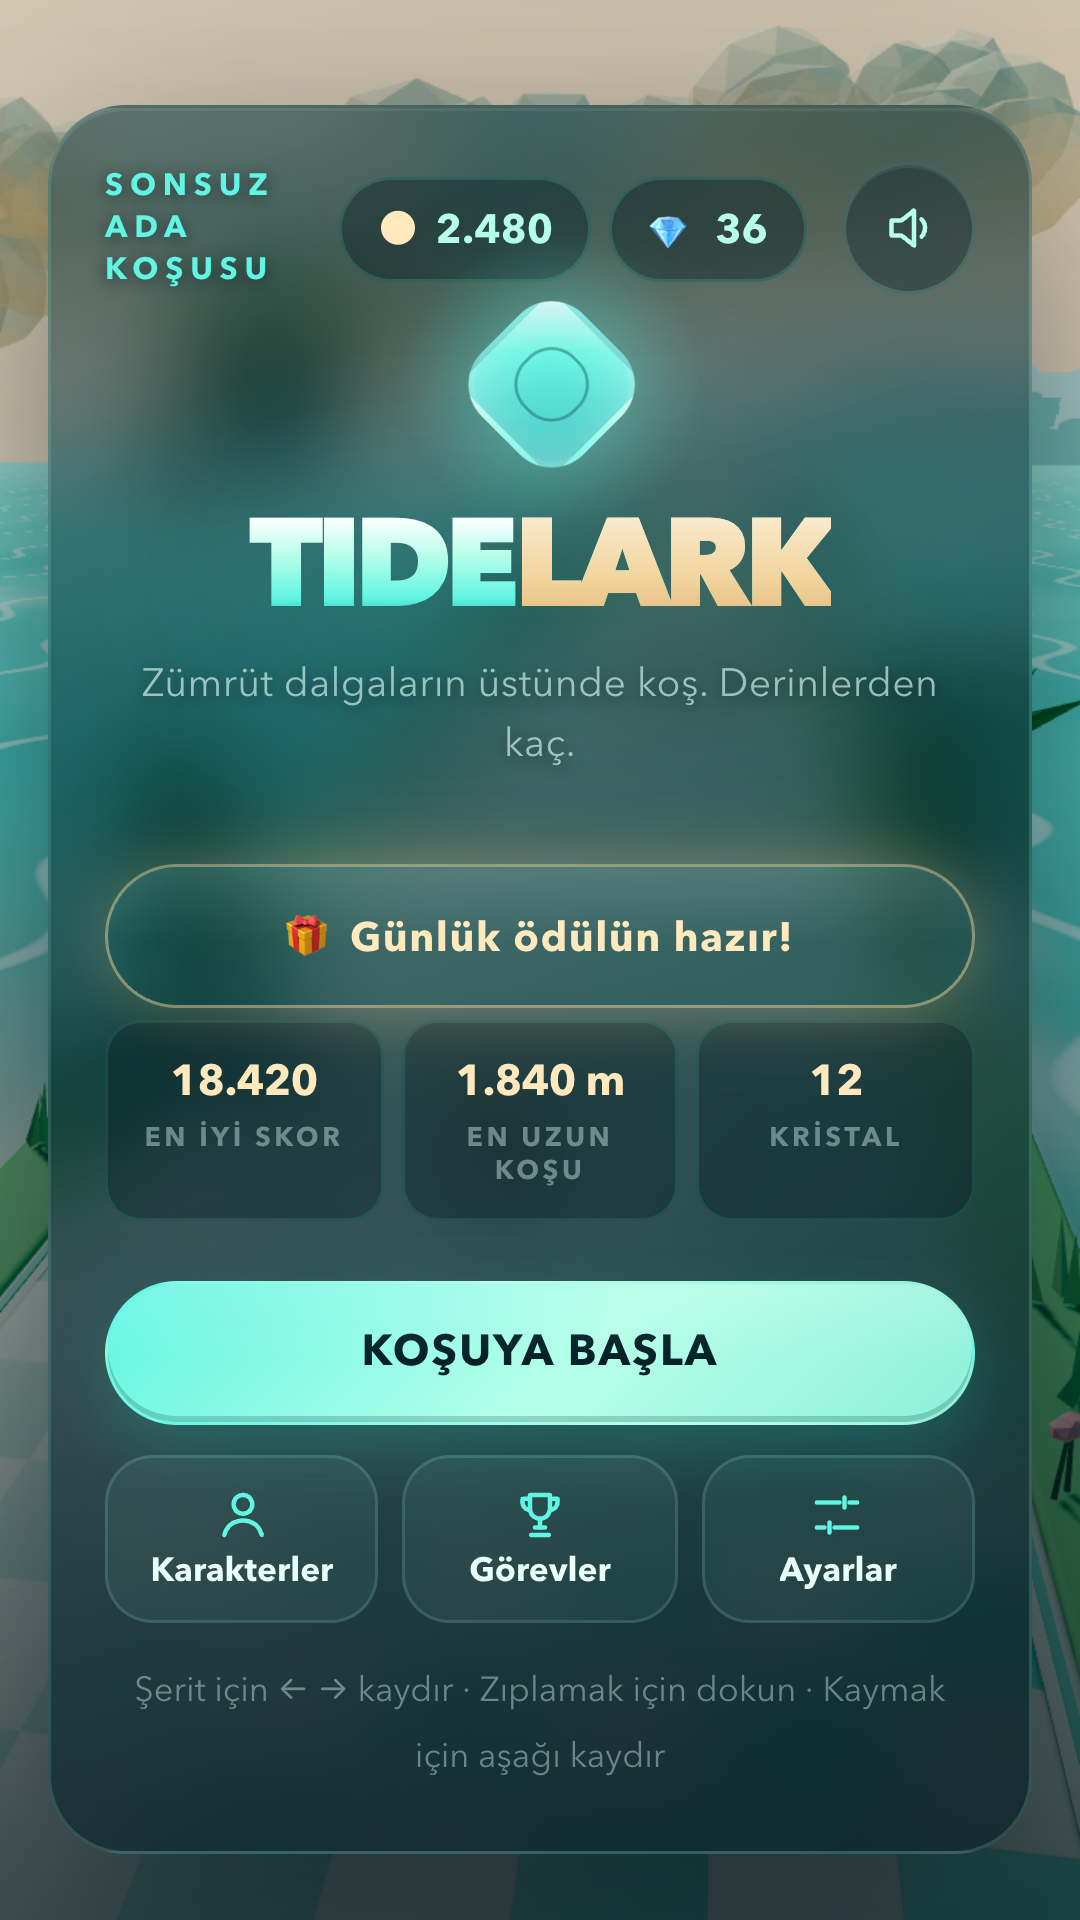 SONSUZ
ADA
KOŞUSU
2.480
36
TIDELARK
Zümrüt dalgaların üstünde koş. Derinlerden
kaç.
Günlük ödülün hazır!
18.420
EN İYİ SKOR
1.840 m
EN UZUN
KOŞU
12
KRİSTAL
KOŞUYA BAŞLA
Karakterler
Görevler
Ayarlar
Şerit için ← → kaydır · Zıplamak için dokun · Kaymak
için aşağı kaydır